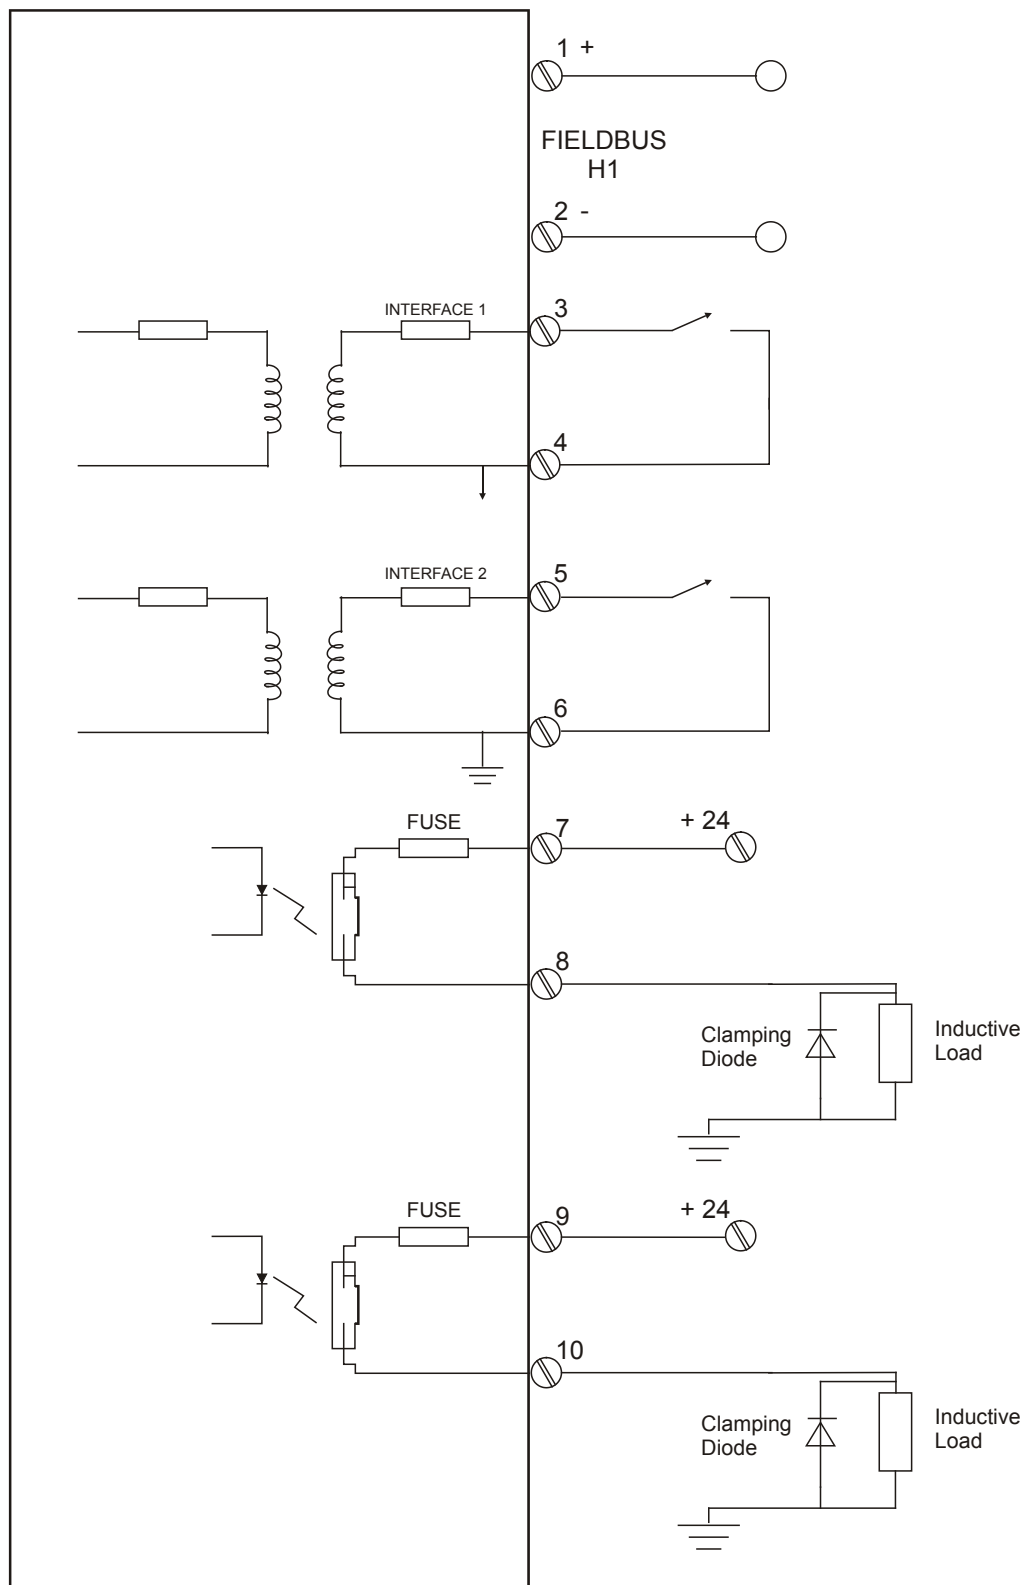 1 +
FIELDBUS
H1
2 -
INTERFACE 1
3
4
INTERFACE 2
5
6
FUSE
7
+ 24
8
Clamping
Diode
Inductive
Load
FUSE
9
+ 24
10
Clamping
Diode
Inductive
Load